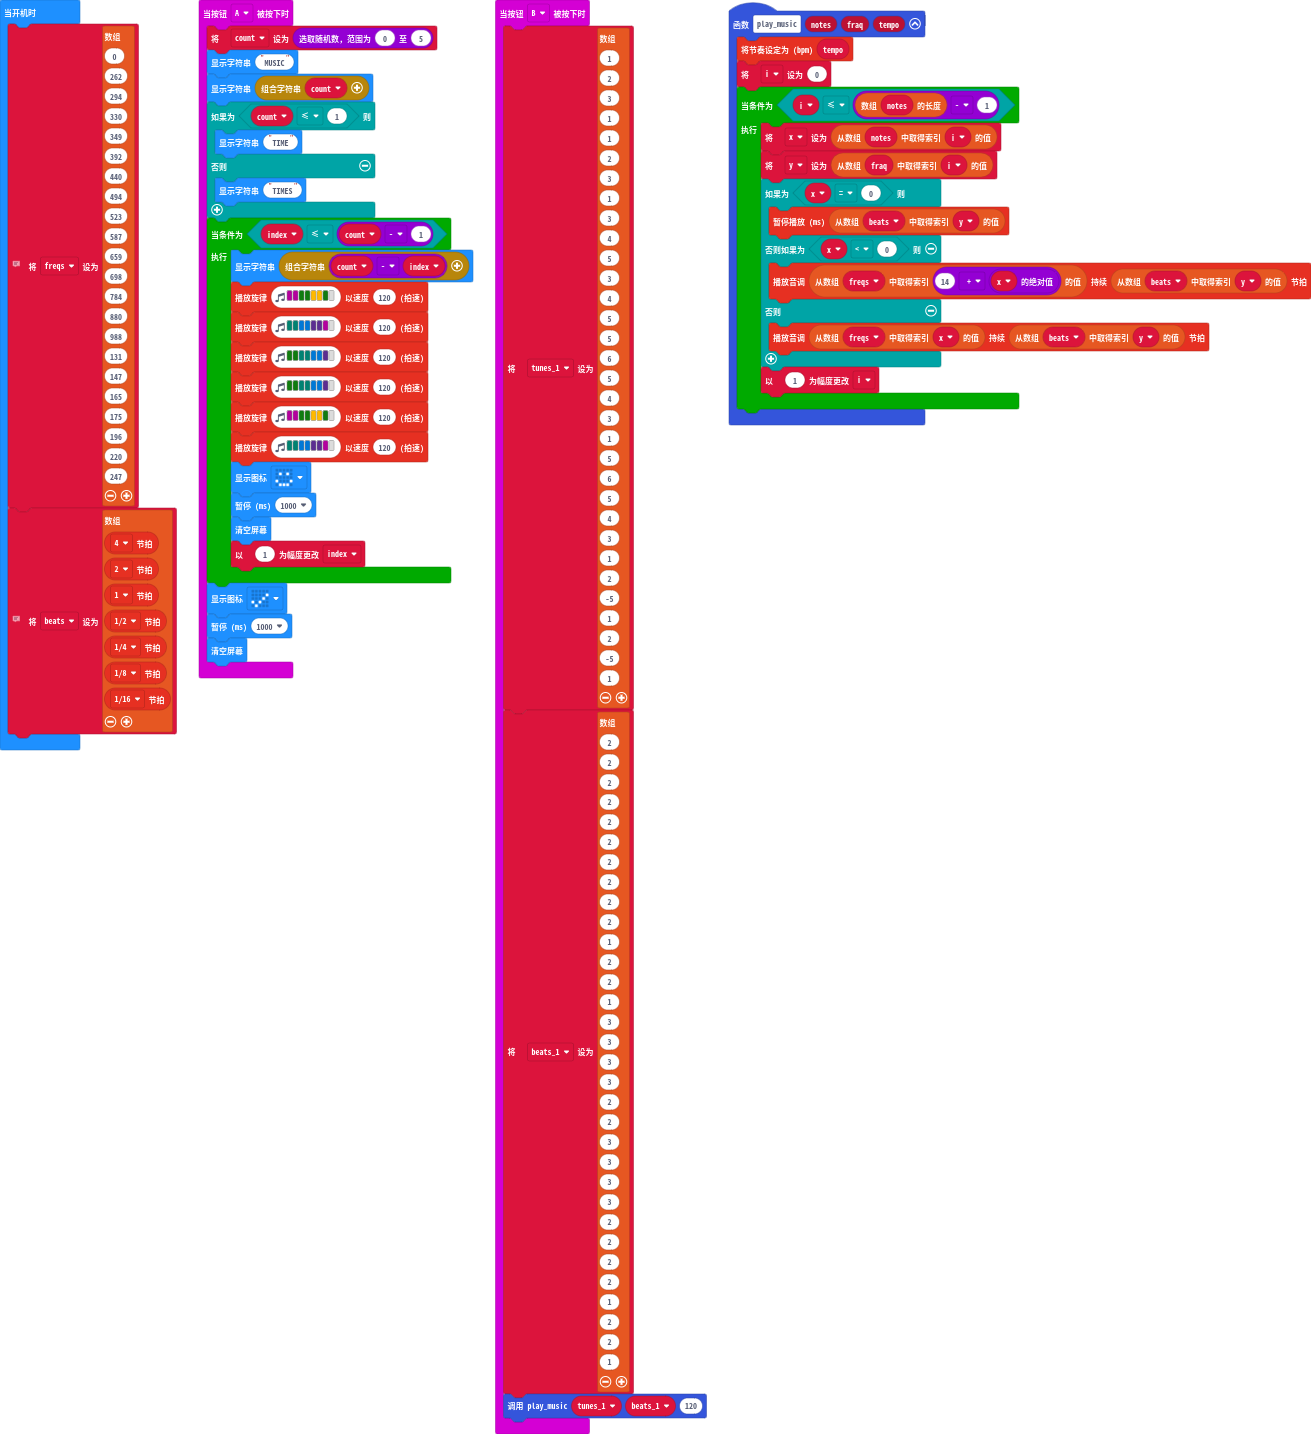 当开机时
将 freqs 设为 数组
0
262
294
330
349
392
440
494
523
587
659
698
784
880
988
131
147
165
175
196
220
247
将 beats 设为 数组
4 节拍
2 节拍
1 节拍
1/2 节拍
1/4 节拍
1/8 节拍
1/16 节拍
当按钮 A 被按下时
将 count 设为 选取随机数，范围为 0 至 5
显示字符串 "MUSIC"
显示字符串 组合字符串 count
如果为 count ≤ 1 则
显示字符串 "TIME"
否则
显示字符串 "TIMES"
当条件为 index ≤ count - 1
执行
显示字符串 组合字符串 count - index
播放旋律 以速度 120 (拍速)
播放旋律 以速度 120 (拍速)
播放旋律 以速度 120 (拍速)
播放旋律 以速度 120 (拍速)
播放旋律 以速度 120 (拍速)
播放旋律 以速度 120 (拍速)
显示图标
暂停 (ms) 1000
清空屏幕
以 1 为幅度更改 index
显示图标
暂停 (ms) 1000
清空屏幕
当按钮 B 被按下时
将 tunes_1 设为 数组
1
2
3
1
1
2
3
1
3
4
5
3
4
5
5
6
5
4
3
1
5
6
5
4
3
1
2
-5
1
2
-5
1
将 beats_1 设为 数组
2
2
2
2
2
2
2
2
2
2
1
2
2
1
3
3
3
3
2
2
3
3
3
3
2
2
2
2
1
2
2
1
调用 play_music tunes_1 beats_1 120
函数 play_music notes fraq tempo
将节奏设定为 (bpm) tempo
将 i 设为 0
当条件为 i ≤ 数组 notes 的长度 - 1
执行
将 x 设为 从数组 notes 中取得索引 i 的值
将 y 设为 从数组 fraq 中取得索引 i 的值
如果为 x = 0 则
暂停播放 (ms) 从数组 beats 中取得索引 y 的值
否则如果为 x < 0 则
播放音调 从数组 freqs 中取得索引 14 + x 的绝对值 的值 持续 从数组 beats 中取得索引 y 的值 节拍
否则
播放音调 从数组 freqs 中取得索引 x 的值 持续 从数组 beats 中取得索引 y 的值 节拍
以 1 为幅度更改 i